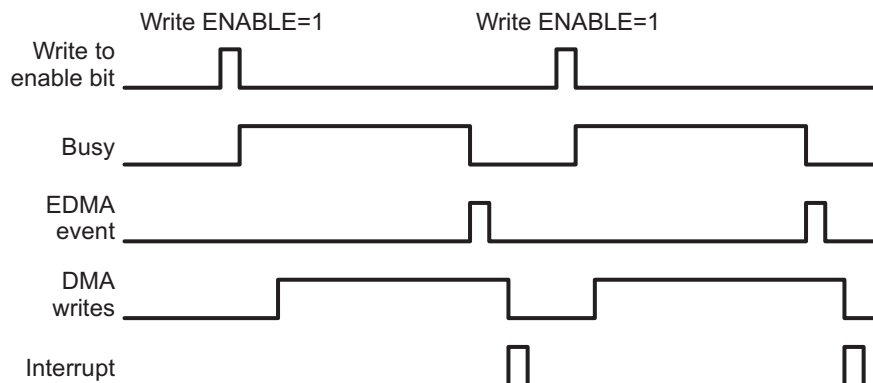 Write ENABLE=1
Write ENABLE=1
Write to
enable bit
Busy
EDMA
event
DMA
writes
Interrupt